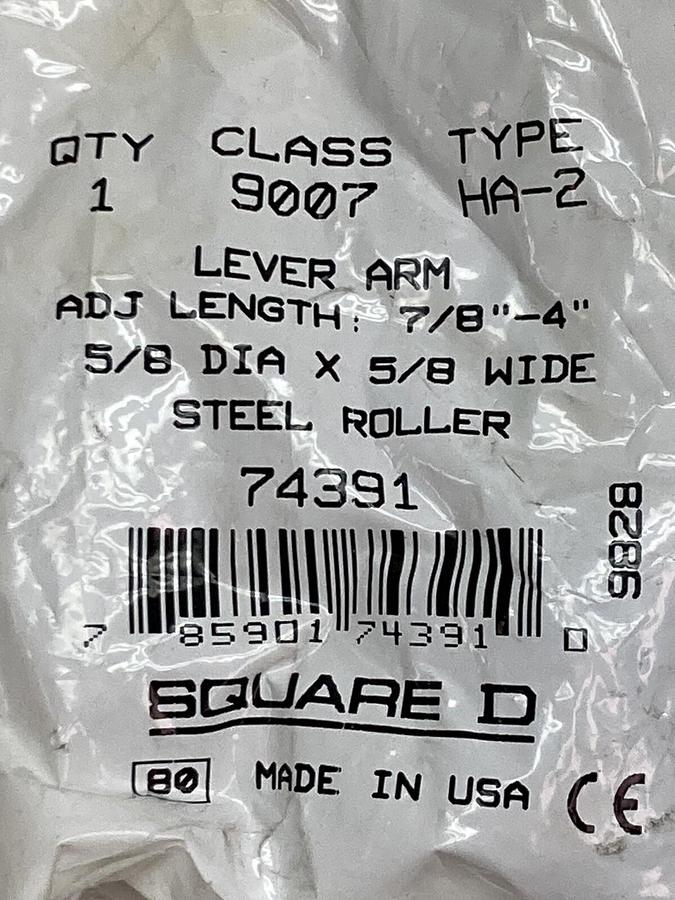 QTY CLASS TYPE
1 9007 HA-2
LEVER ARM
ADJ LENGTH: 7/8"-4"
5/8 DIA X 5/8 WIDE
STEEL ROLLER
74391
9828
7 85901 74391 0
SQUARE D
80 MADE IN USA CE